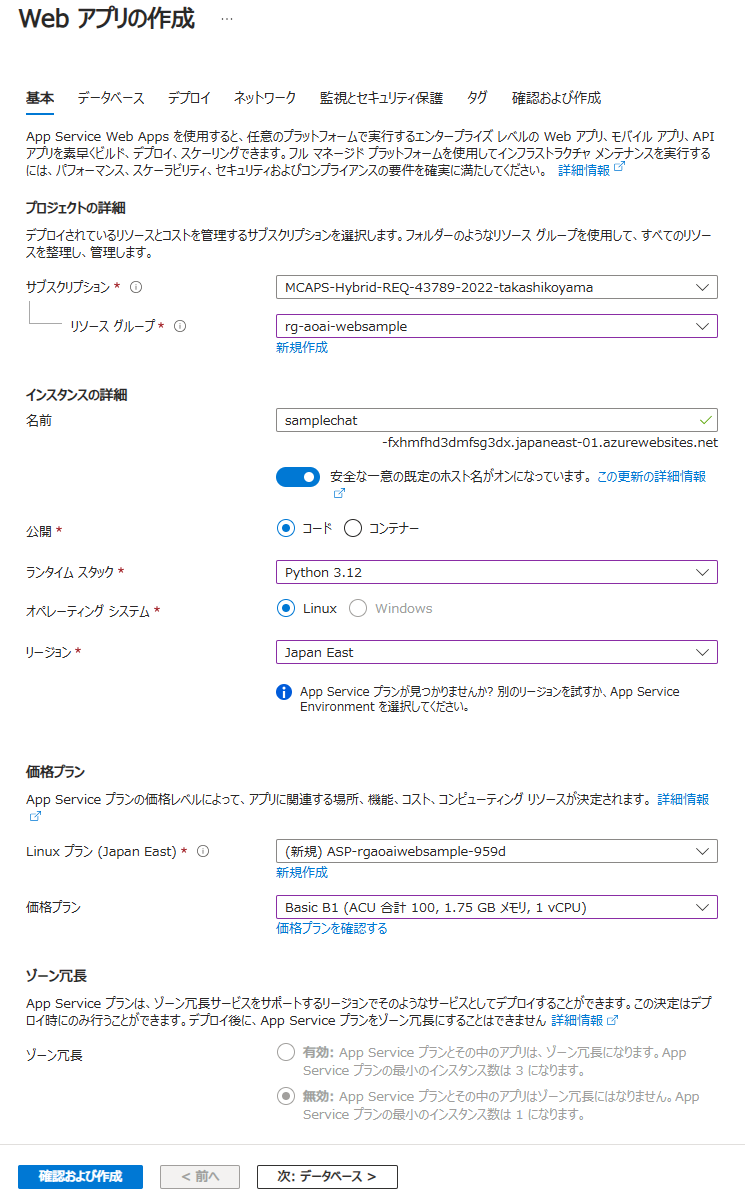 Web アプリの作成 ...
基本 データベース デプロイ ネットワーク 監視とセキュリティ保護 タグ 確認および作成
App Service Web Apps を使用すると、任意のプラットフォームで実行するエンタープライズ レベルの Web アプリ、モバイル アプリ、API
アプリを素早くビルド、デプロイ、スケーリングできます。フル マネージド プラットフォームを使用してインフラストラクチャ メンテナンスを実行する
には、パフォーマンス、スケーラビリティ、セキュリティおよびコンプライアンスの要件を確実に満たしてください。 詳細情報
プロジェクトの詳細
デプロイされているリソースとコストを管理するサブスクリプションを選択します。フォルダーのようなリソース グループを使用して、すべてのリソー
スを整理し、管理します。
サブスクリプション * MCAPS-Hybrid-REQ-43789-2022-takashikoyama
リソース グループ * rg-aoai-websample
新規作成
インスタンスの詳細
名前 samplechat
-fxhmfhd3dmfsg3dx.japaneast-01.azurewebsites.net
安全な一意の既定のホスト名がオンになっています。 この更新の詳細情報
公開 * コード コンテナー
ランタイム スタック * Python 3.12
オペレーティング システム * Linux Windows
リージョン * Japan East
App Service プランが見つかりませんか? 別のリージョンを試すか、App Service
Environment を選択してください。
価格プラン
App Service プランの価格レベルによって、アプリに関連する場所、機能、コスト、コンピューティング リソースが決定されます。 詳細情報
Linux プラン (Japan East) * (新規) ASP-rgaoaiwebsample-959d
新規作成
価格プラン Basic B1 (ACU 合計 100, 1.75 GB メモリ, 1 vCPU)
価格プランを確認する
ゾーン冗長
App Service プランは、ゾーン冗長サービスをサポートするリージョンでそのようなサービスとしてデプロイすることができます。この決定はデプ
ロイ時にのみ行うことができます。デプロイ後に、App Service プランをゾーン冗長にすることはできません 詳細情報
ゾーン冗長 有効: App Service プランとその中のアプリは、ゾーン冗長になります。App
Service プランの最小のインスタンス数は 3 になります。
無効: App Service プランとその中のアプリはゾーン冗長にはなりません。App
Service プランの最小のインスタンス数は 1 になります。
確認および作成 < 前へ 次: データベース >